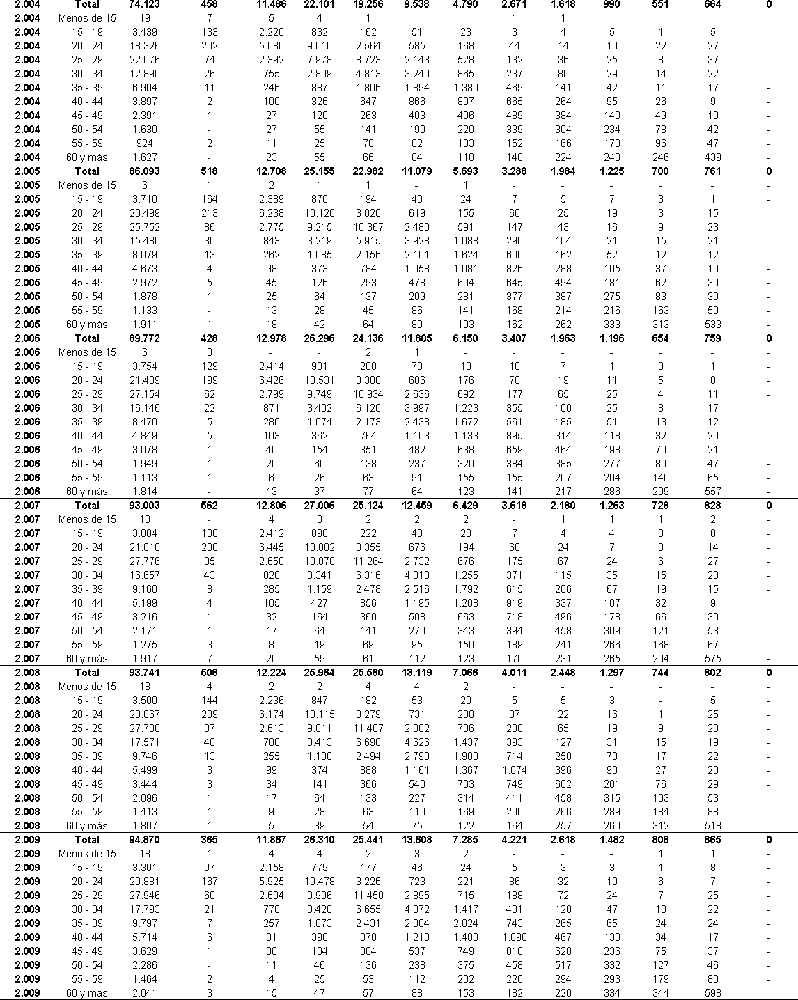 2.004 Total 74.123 458 11.486 22.101 19.256 9.538 4.790 2.671 1.618 990 551 664 0
2.004 Menos de 15 19 7 5 4 1 - - 1 1 - - - -
2.004 15 - 19 3.439 133 2.220 832 162 51 23 3 4 5 1 5 -
2.004 20 - 24 18.326 202 5.680 9.010 2.564 585 168 44 14 10 22 27 -
2.004 25 - 29 22.076 74 2.392 7.978 8.723 2.143 528 132 36 25 8 37 -
2.004 30 - 34 12.890 26 755 2.809 4.813 3.240 865 237 80 29 14 22 -
2.004 35 - 39 6.904 11 246 887 1.806 1.894 1.380 469 141 42 11 17 -
2.004 40 - 44 3.897 2 100 326 647 866 897 665 264 95 26 9 -
2.004 45 - 49 2.391 1 27 120 263 403 496 489 384 140 49 19 -
2.004 50 - 54 1.630 - 27 55 141 190 220 339 304 234 78 42 -
2.004 55 - 59 924 2 11 25 70 82 103 152 166 170 96 47 -
2.004 60 y más 1.627 - 23 55 66 84 110 140 224 240 246 439 -
2.005 Total 86.093 518 12.708 25.155 22.982 11.079 5.693 3.288 1.984 1.225 700 761 0
2.005 Menos de 15 6 1 2 1 1 - 1 - - - - - -
2.005 15 - 19 3.710 164 2.389 876 194 40 24 7 5 7 3 1 -
2.005 20 - 24 20.499 213 6.238 10.126 3.026 619 155 60 25 19 3 15 -
2.005 25 - 29 25.752 86 2.775 9.215 10.367 2.480 591 147 43 16 9 23 -
2.005 30 - 34 15.480 30 843 3.219 5.915 3.928 1.088 296 104 21 15 21 -
2.005 35 - 39 8.079 13 262 1.085 2.156 2.101 1.624 600 162 52 12 12 -
2.005 40 - 44 4.673 4 98 373 784 1.058 1.081 826 288 105 37 19 -
2.005 45 - 49 2.972 5 45 126 293 478 604 645 494 181 62 39 -
2.005 50 - 54 1.878 1 25 64 137 209 281 377 387 275 83 39 -
2.005 55 - 59 1.133 - 13 28 45 86 141 168 214 216 163 59 -
2.005 60 y más 1.911 1 18 42 64 80 103 162 262 333 313 533 -
2.006 Total 89.772 428 12.978 26.296 24.136 11.805 6.150 3.407 1.963 1.196 654 759 0
2.006 Menos de 15 6 3 - - 2 1 - - - - - - -
2.006 15 - 19 3.754 129 2.414 901 200 70 18 10 7 1 3 1 -
2.006 20 - 24 21.439 199 6.426 10.531 3.308 686 176 70 19 11 5 8 -
2.006 25 - 29 27.154 62 2.799 9.749 10.934 2.636 692 177 65 25 4 11 -
2.006 30 - 34 16.146 22 871 3.402 6.126 3.997 1.223 355 100 25 8 17 -
2.006 35 - 39 8.470 5 286 1.074 2.173 2.438 1.672 561 185 51 13 12 -
2.006 40 - 44 4.849 5 103 362 764 1.103 1.133 895 314 118 32 20 -
2.006 45 - 49 3.078 1 40 154 351 482 638 659 464 198 70 21 -
2.006 50 - 54 1.949 1 20 60 138 237 320 384 385 277 80 47 -
2.006 55 - 59 1.113 1 6 26 63 91 155 155 207 204 140 65 -
2.006 60 y más 1.814 - 13 37 77 64 123 141 217 286 299 557 -
2.007 Total 93.003 562 12.806 27.006 25.124 12.459 6.429 3.618 2.180 1.263 728 828 0
2.007 Menos de 15 18 - 4 3 2 2 2 - 1 1 1 2 -
2.007 15 - 19 3.804 180 2.412 898 222 43 23 7 4 4 3 8 -
2.007 20 - 24 21.810 230 6.445 10.802 3.355 676 194 60 24 7 3 14 -
2.007 25 - 29 27.776 85 2.650 10.070 11.264 2.732 676 175 67 24 6 27 -
2.007 30 - 34 16.657 43 828 3.341 6.316 4.310 1.255 371 115 35 15 28 -
2.007 35 - 39 9.160 8 285 1.159 2.478 2.516 1.792 615 206 67 19 15 -
2.007 40 - 44 5.199 4 105 427 856 1.195 1.208 919 337 107 32 9 -
2.007 45 - 49 3.216 1 32 164 360 508 663 718 496 178 66 30 -
2.007 50 - 54 2.171 1 17 64 141 270 343 394 458 309 121 53 -
2.007 55 - 59 1.275 3 8 19 69 95 150 189 241 266 168 67 -
2.007 60 y más 1.917 7 20 59 61 112 123 170 231 265 294 575 -
2.008 Total 93.741 506 12.224 25.964 25.560 13.119 7.066 4.011 2.448 1.297 744 802 0
2.008 Menos de 15 18 4 2 2 4 4 2 - - - - - -
2.008 15 - 19 3.500 144 2.236 847 182 53 20 5 5 3 - 5 -
2.008 20 - 24 20.867 209 6.174 10.115 3.279 731 208 87 22 16 1 25 -
2.008 25 - 29 27.780 87 2.613 9.811 11.407 2.802 736 208 65 19 9 23 -
2.008 30 - 34 17.571 40 780 3.413 6.690 4.626 1.437 393 127 31 15 19 -
2.008 35 - 39 9.746 13 255 1.130 2.494 2.790 1.988 714 250 73 17 22 -
2.008 40 - 44 5.499 3 99 374 888 1.161 1.367 1.074 396 90 27 20 -
2.008 45 - 49 3.444 3 34 141 366 540 703 749 602 201 76 29 -
2.008 50 - 54 2.096 1 17 64 133 227 314 411 458 315 103 53 -
2.008 55 - 59 1.413 1 9 28 63 110 169 206 266 289 184 88 -
2.008 60 y más 1.807 1 5 39 54 75 122 164 257 260 312 518 -
2.009 Total 94.870 365 11.867 26.310 25.441 13.608 7.285 4.221 2.618 1.482 808 865 0
2.009 Menos de 15 18 1 4 4 2 3 2 - - - 1 1 -
2.009 15 - 19 3.301 97 2.158 779 177 46 24 5 3 3 1 8 -
2.009 20 - 24 20.881 167 5.925 10.478 3.226 723 221 86 32 10 6 7 -
2.009 25 - 29 27.946 60 2.604 9.906 11.450 2.895 715 188 72 24 7 25 -
2.009 30 - 34 17.793 21 778 3.420 6.655 4.872 1.417 431 120 47 10 22 -
2.009 35 - 39 9.797 7 257 1.073 2.431 2.884 2.024 743 265 65 24 24 -
2.009 40 - 44 5.714 6 81 398 870 1.210 1.403 1.090 467 138 34 17 -
2.009 45 - 49 3.629 1 30 134 384 537 749 818 628 236 75 37 -
2.009 50 - 54 2.286 - 11 46 136 238 375 458 517 332 127 46 -
2.009 55 - 59 1.464 2 4 25 53 112 202 220 294 293 179 80 -
2.009 60 y más 2.041 3 15 47 57 88 153 182 220 334 344 598 -